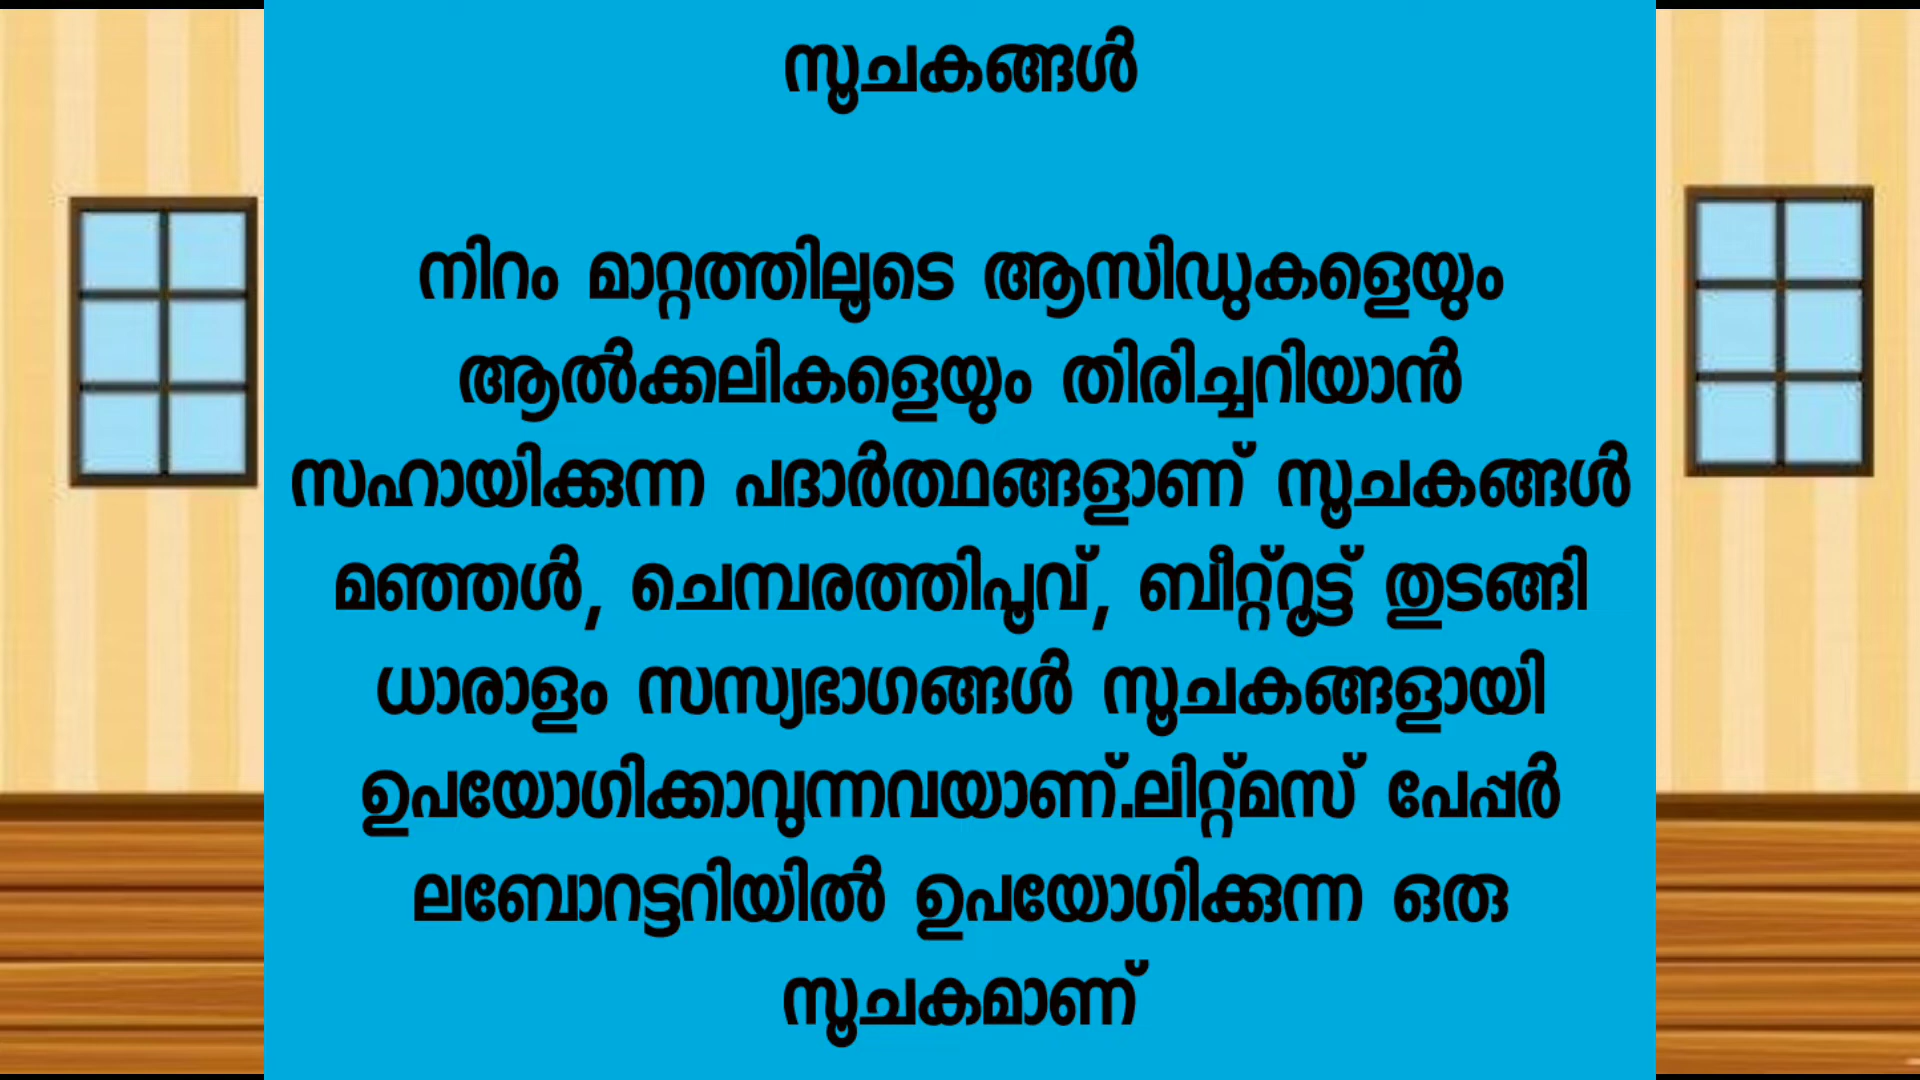 സൂചകങ്ങൾ
നിറം മാറ്റത്തിലൂടെ ആസിഡുകളെയും
ആൽക്കലികളെയും തിരിച്ചറിയാൻ
സഹായിക്കുന്ന പദാർത്ഥങ്ങളാണ് സൂചകങ്ങൾ
മഞ്ഞൾ, ചെമ്പരത്തിപൂവ്, ബീറ്റ്റൂട്ട് തുടങ്ങി
ധാരാളം സസ്യഭാഗങ്ങൾ സൂചകങ്ങളായി
ഉപയോഗിക്കാവുന്നവയാണ്.ലിറ്റ്മസ് പേപ്പർ
ലബോറട്ടറിയിൽ ഉപയോഗിക്കുന്ന ഒരു
സൂചകമാണ്